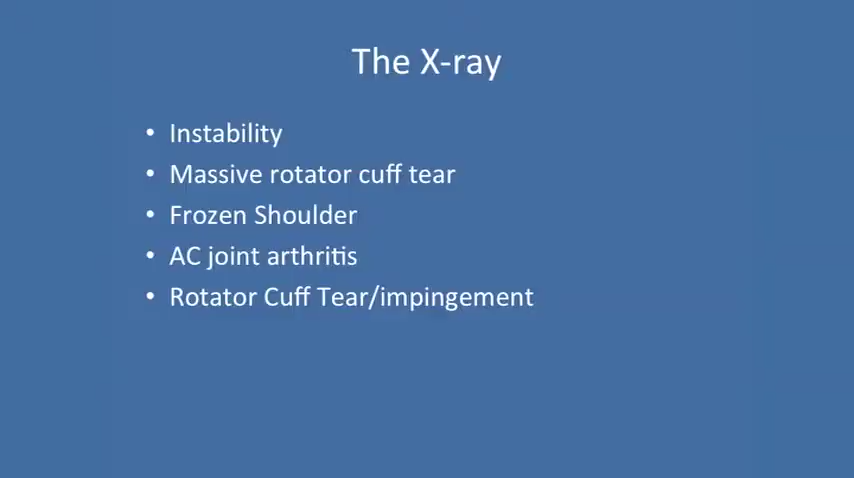 The X-ray
• Instability
• Massive rotator cuff tear
• Frozen Shoulder
• AC joint arthritis
• Rotator Cuff Tear/impingement